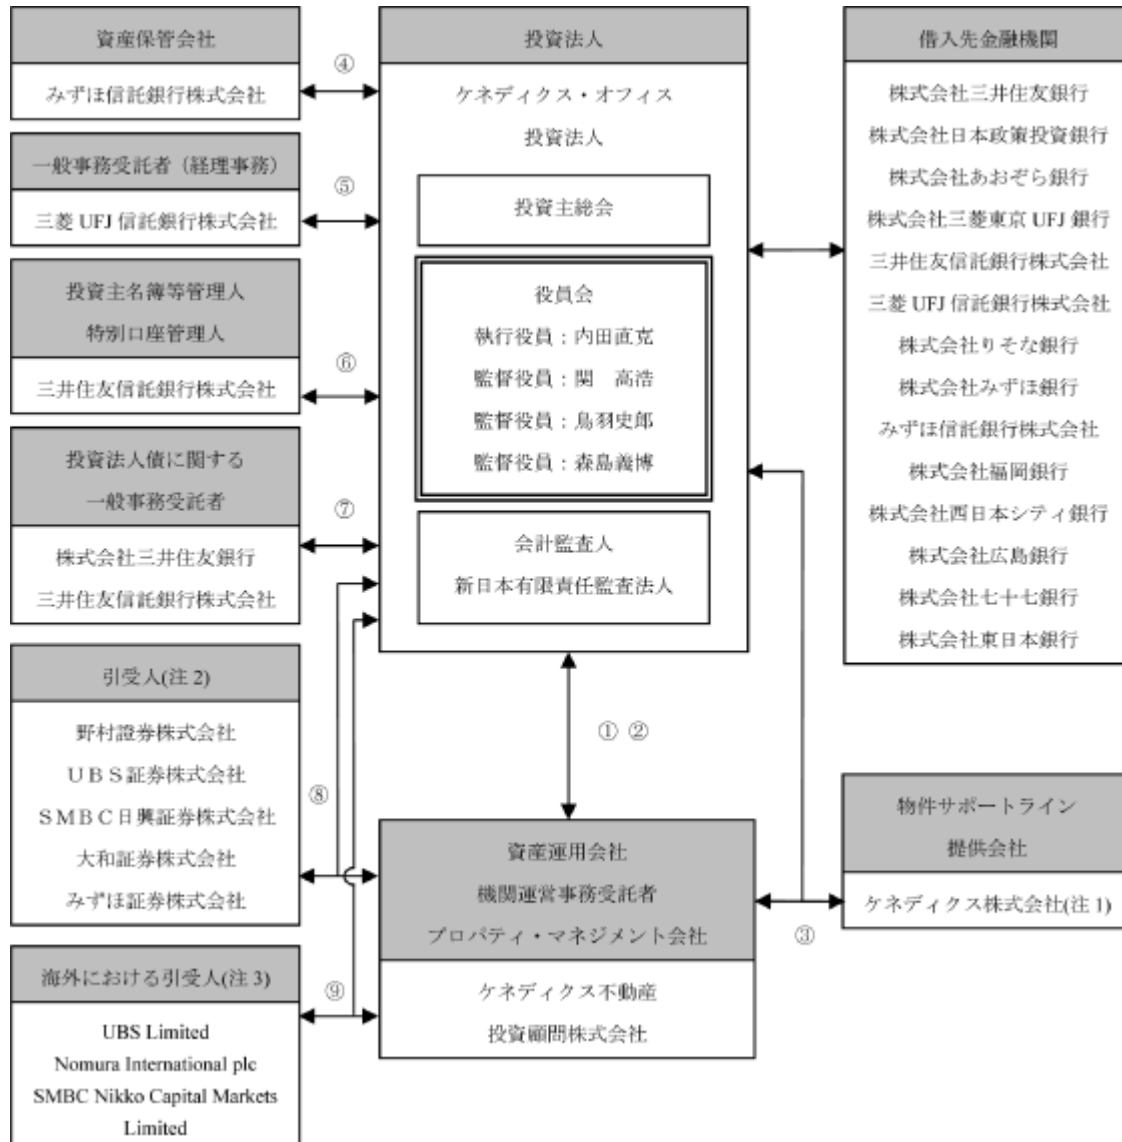 資産保管会社
みずほ信託銀行株式会社
④
一般事務受託者（経理事務）
三菱 UFJ 信託銀行株式会社
⑤
投資主名簿等管理人
特別口座管理人
三井住友信託銀行株式会社
⑥
投資法人債に関する
一般事務受託者
株式会社三井住友銀行
三井住友信託銀行株式会社
⑦
引受人(注 2)
野村證券株式会社
ＵＢＳ証券株式会社
ＳＭＢＣ日興証券株式会社
大和証券株式会社
みずほ証券株式会社
⑧
海外における引受人(注 3)
UBS Limited
Nomura International plc
SMBC Nikko Capital Markets
Limited
⑨
投資法人
ケネディクス・オフィス
投資法人
投資主総会
役員会
執行役員：内田直克
監督役員：関　高浩
監督役員：鳥羽史郎
監督役員：森島義博
会計監査人
新日本有限責任監査法人
① ②
資産運用会社
機関運営事務受託者
プロパティ・マネジメント会社
ケネディクス不動産
投資顧問株式会社
借入先金融機関
株式会社三井住友銀行
株式会社日本政策投資銀行
株式会社あおぞら銀行
株式会社三菱東京 UFJ 銀行
三井住友信託銀行株式会社
三菱 UFJ 信託銀行株式会社
株式会社りそな銀行
株式会社みずほ銀行
みずほ信託銀行株式会社
株式会社福岡銀行
株式会社西日本シティ銀行
株式会社広島銀行
株式会社七十七銀行
株式会社東日本銀行
物件サポートライン
提供会社
ケネディクス株式会社(注 1)
③